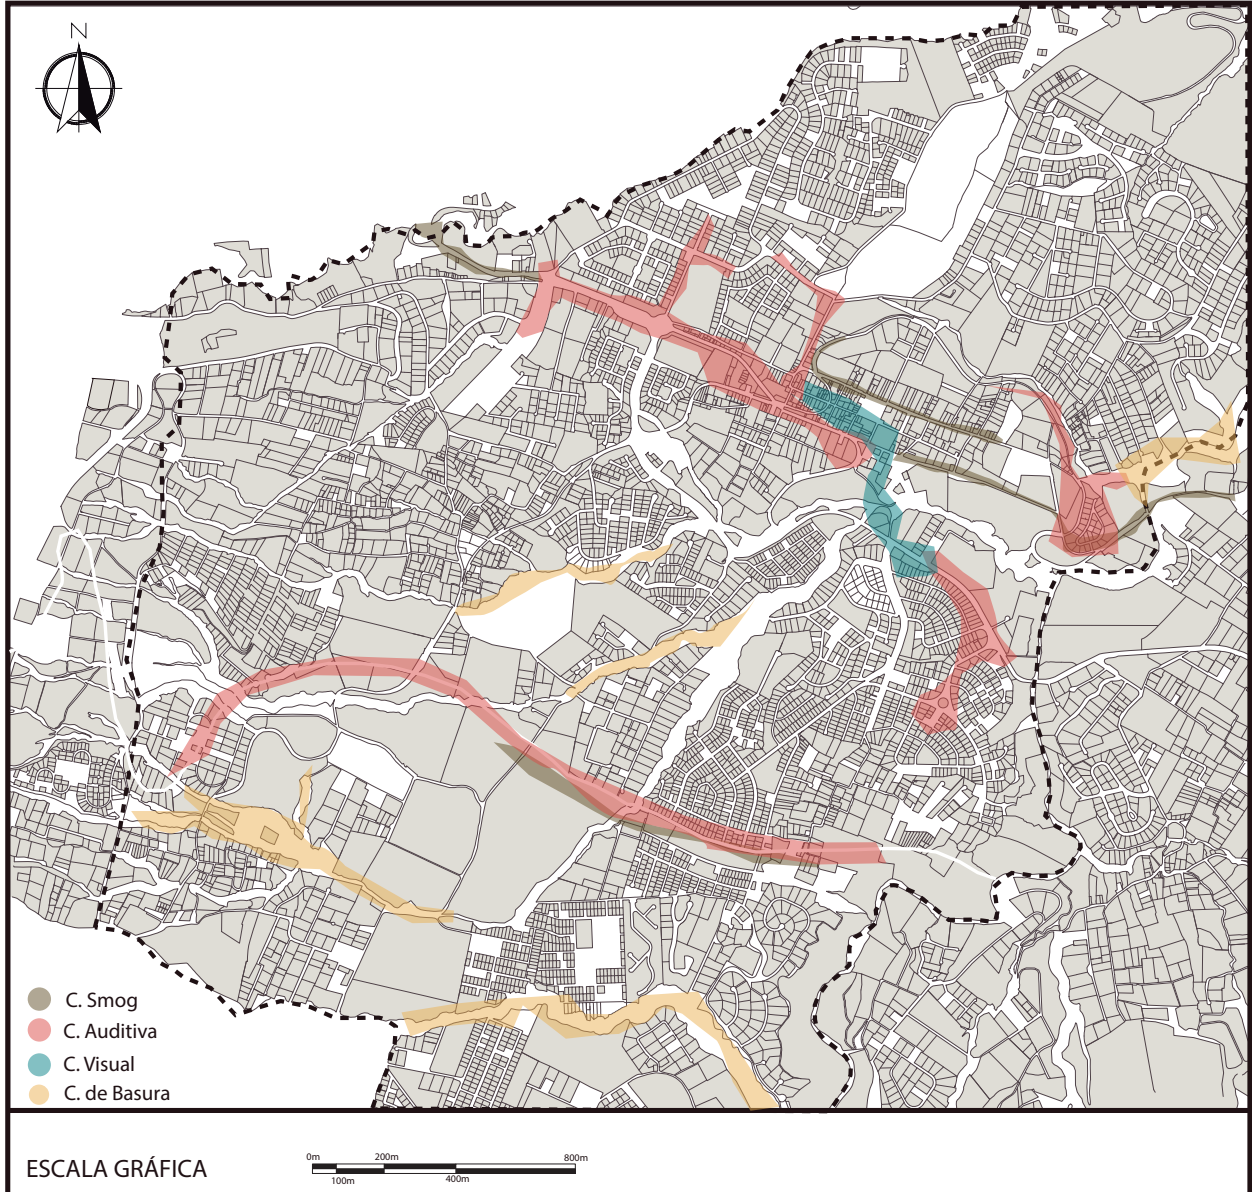 N
C. Smog
C. Auditiva
C. Visual
C. de Basura
ESCALA GRÁFICA
0m 200m 800m
100m 400m